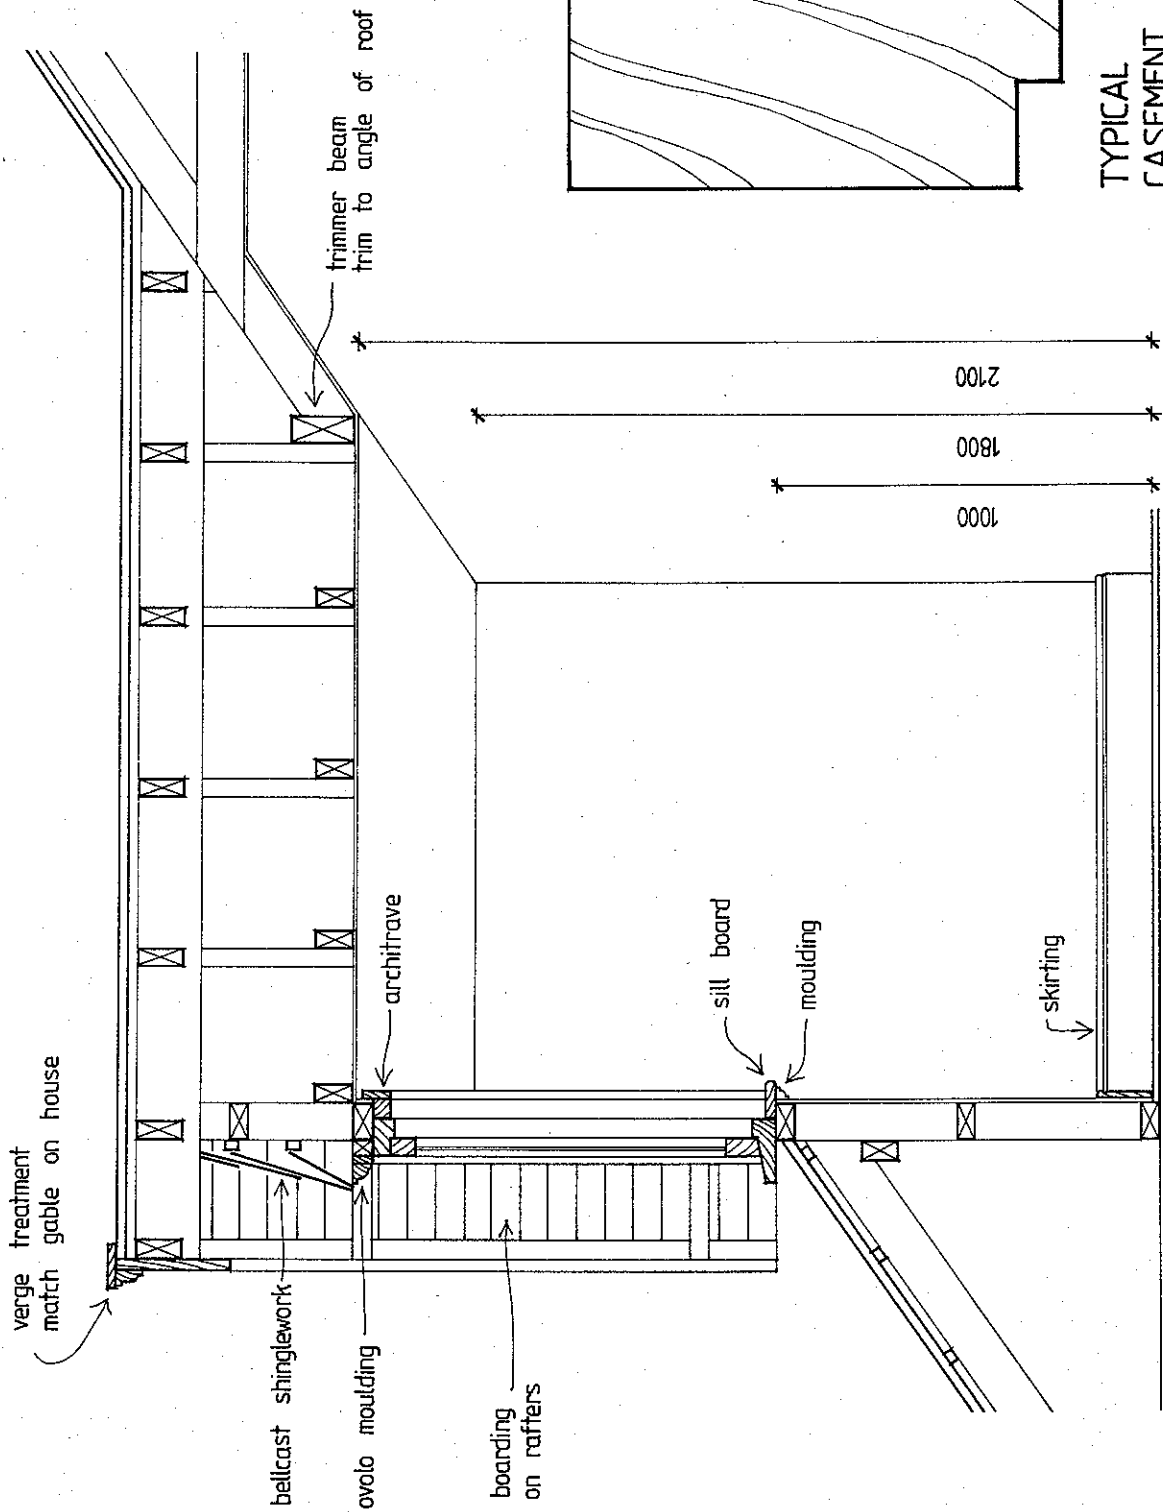 verge treatment
match gable on house
bellcast shinglework
ovolo moulding
boarding
on rafters
architrave
sill board
moulding
skirting
trimmer beam
trim to angle of roof
1000
1800
2100
TYPICAL
CASEMENT